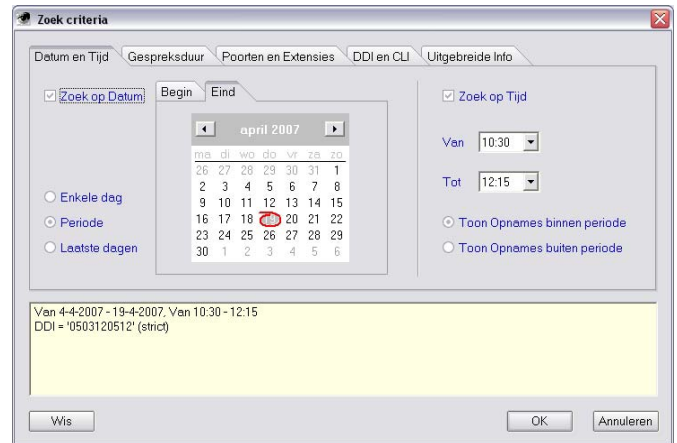 Zoek criteria
Datum en Tijd Gespreksduur Poorten en Extensies DDI en CLI Uitgebreide Info
Zoek op Datum
Begin Eind
april 2007
ma di wo do vr za zo
26 27 28 29 30 31 1
2 3 4 5 6 7 8
9 10 11 12 13 14 15
16 17 18 19 20 21 22
23 24 25 26 27 28 29
30 1 2 3 4 5 6
Enkele dag
Periode
Laatste dagen
Zoek op Tijd
Van 10:30
Tot 12:15
Toon Opnames binnen periode
Toon Opnames buiten periode
Van 4-4-2007 - 19-4-2007, Van 10:30 - 12:15
DDI = '0503120512' (strict)
Wis OK Annuleren